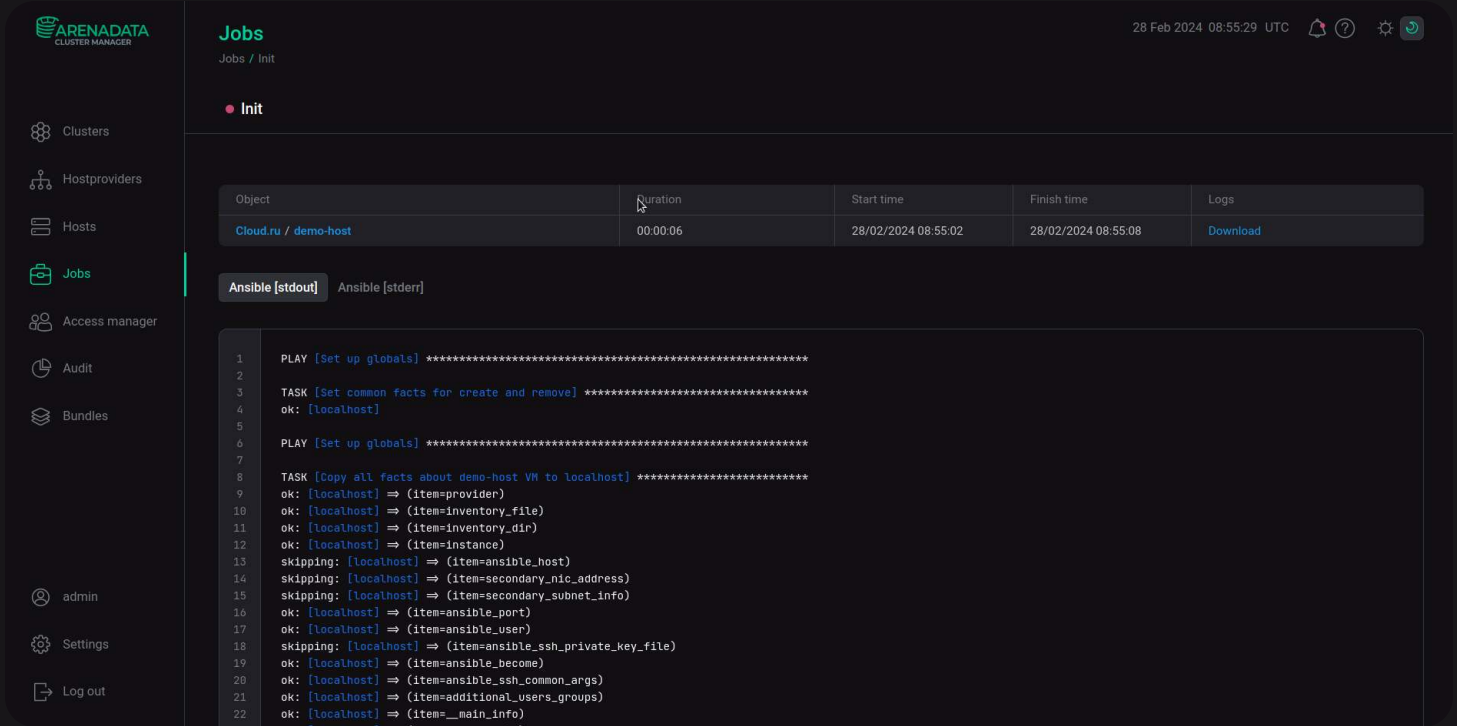 ARENADATA
CLUSTER MANAGER
Jobs
28 Feb 2024 08:55:29 UTC
Jobs / Init
Init
Clusters
Hostproviders
Hosts
Jobs
Access manager
Audit
Bundles
admin
Settings
Log out
Object Duration Start time Finish time Logs
Cloud.ru / demo-host 00:00:06 28/02/2024 08:55:02 28/02/2024 08:55:08 Download
Ansible [stdout] Ansible [stderr]
1 PLAY [Set up globals] **********************************************************
2
3 TASK [Set common facts for create and remove] **********************************
4 ok: [localhost]
5
6 PLAY [Set up globals] **********************************************************
7
8 TASK [Copy all facts about demo-host VM to localhost] **************************
9 ok: [localhost] => (item=provider)
10 ok: [localhost] => (item=inventory_file)
11 ok: [localhost] => (item=inventory_dir)
12 ok: [localhost] => (item=instance)
13 skipping: [localhost] => (item=ansible_host)
14 skipping: [localhost] => (item=secondary_nic_address)
15 skipping: [localhost] => (item=secondary_subnet_info)
16 ok: [localhost] => (item=ansible_port)
17 ok: [localhost] => (item=ansible_user)
18 skipping: [localhost] => (item=ansible_ssh_private_key_file)
19 ok: [localhost] => (item=ansible_become)
20 ok: [localhost] => (item=ansible_ssh_common_args)
21 ok: [localhost] => (item=additional_users_groups)
22 ok: [localhost] => (item=__main_info)